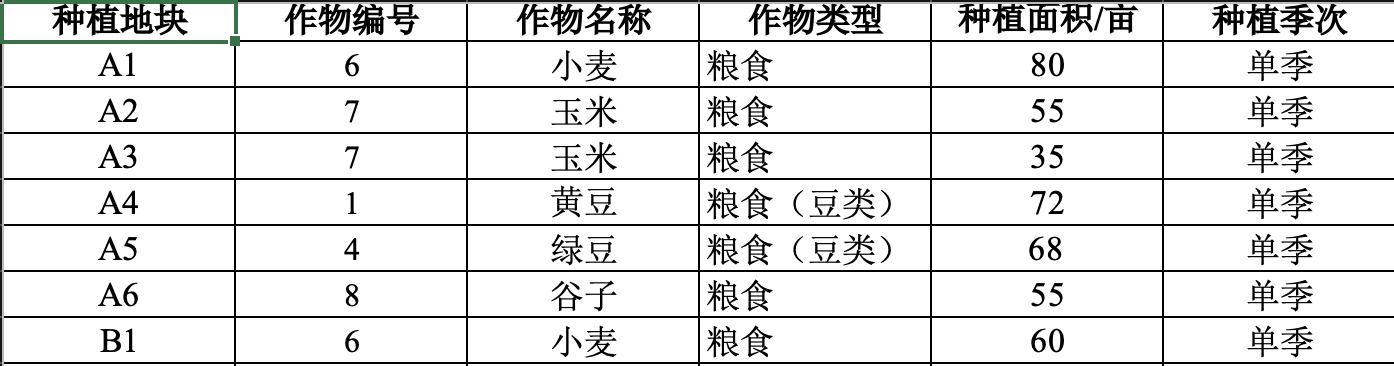 种植地块 作物编号 作物名称 作物类型 种植面积/亩 种植季次
A1 6 小麦 粮食 80 单季
A2 7 玉米 粮食 55 单季
A3 7 玉米 粮食 35 单季
A4 1 黄豆 粮食（豆类） 72 单季
A5 4 绿豆 粮食（豆类） 68 单季
A6 8 谷子 粮食 55 单季
B1 6 小麦 粮食 60 单季